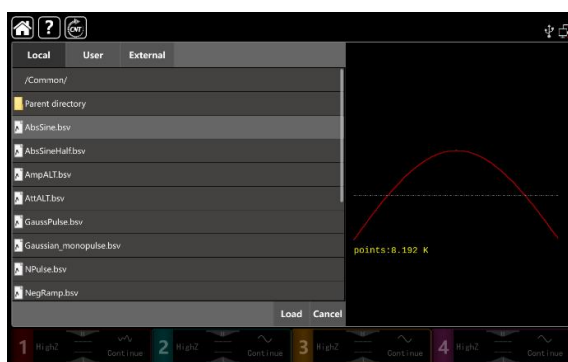 ?
CNT
Local User External
/Common/
Parent directory
AbsSine.bsv
AbsSineHalf.bsv
AmpALT.bsv
AttALT.bsv
GaussPulse.bsv
Gaussian_monopulse.bsv
NPulse.bsv
NegRamp.bsv
points:8.192 K
Load Cancel
1 HighZ Continue 2 HighZ Continue 3 HighZ Continue 4 HighZ Continue